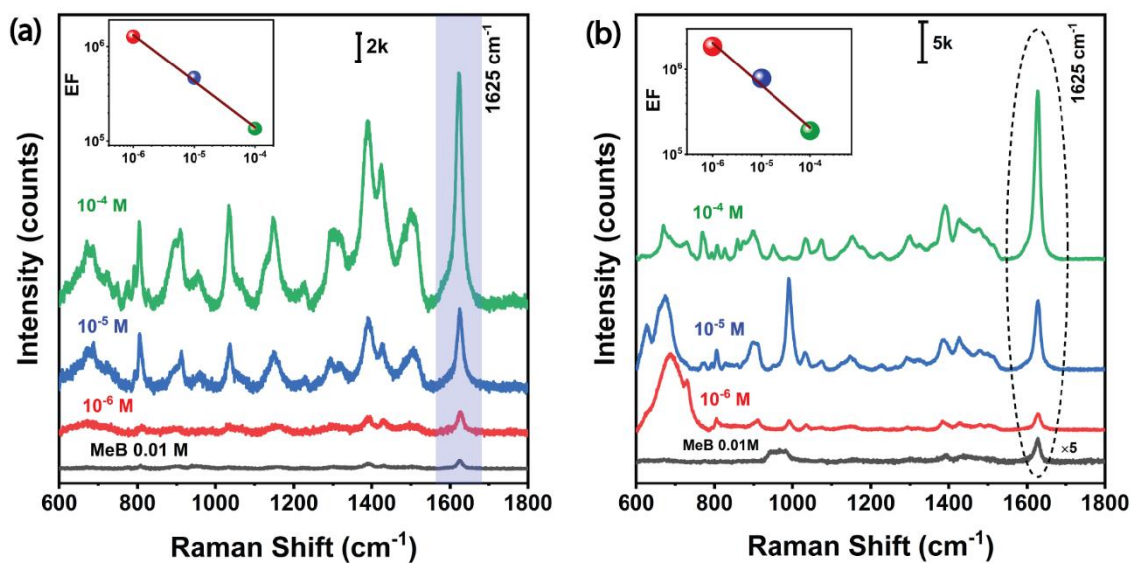 (a)
EF
10⁶
10⁵
10⁻⁶ 10⁻⁵ 10⁻⁴
2k
1625 cm⁻¹
10⁻⁴ M
10⁻⁵ M
10⁻⁶ M
MeB 0.01 M
Intensity (counts)
600 800 1000 1200 1400 1600 1800
Raman Shift (cm⁻¹)
(b)
EF
10⁶
10⁵
10⁻⁶ 10⁻⁵ 10⁻⁴
5k
1625 cm⁻¹
10⁻⁴ M
10⁻⁵ M
10⁻⁶ M
MeB 0.01M
×5
Intensity (counts)
600 800 1000 1200 1400 1600 1800
Raman Shift (cm⁻¹)